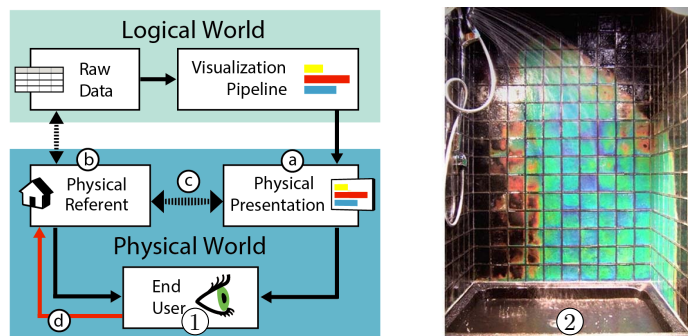 Logical World
Raw
Data
Visualization
Pipeline
b
c
a
Physical
Referent
Physical
Presentation
Physical World
End
User
d
1
2